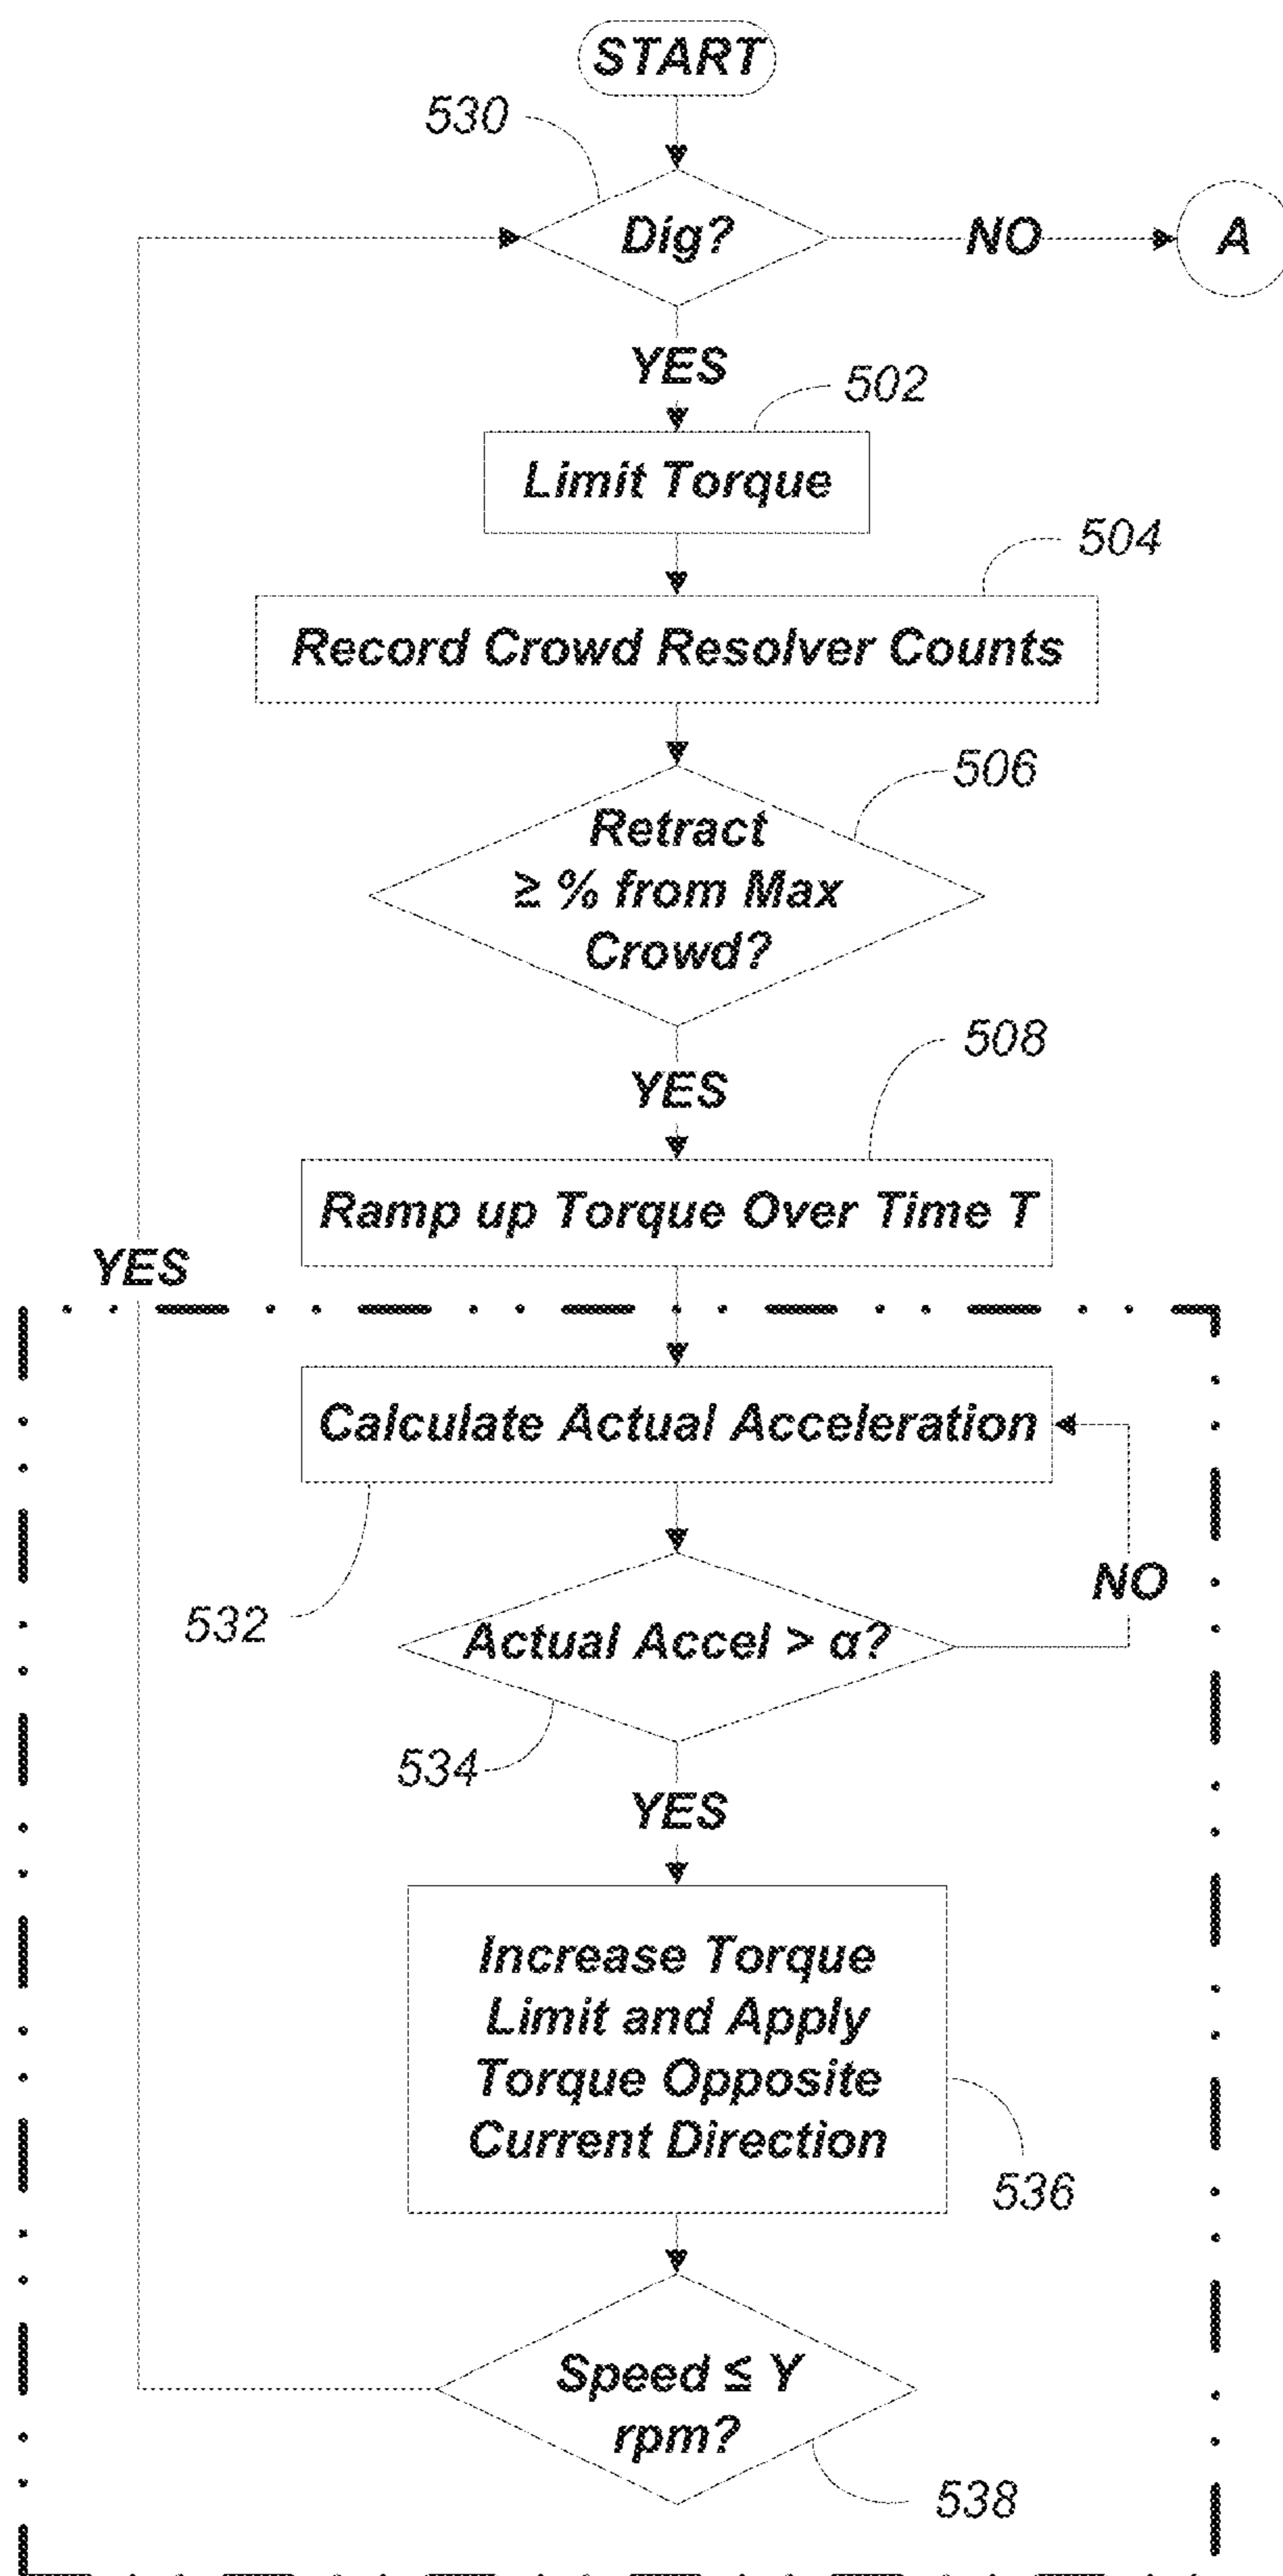 START
530
Dig?
NO
A
YES
502
Limit Torque
504
Record Crowd Resolver Counts
506
Retract
≥ % from Max
Crowd?
508
YES
Ramp up Torque Over Time T
YES
Calculate Actual Acceleration
NO
532
Actual Accel > α?
534
YES
Increase Torque
Limit and Apply
Torque Opposite
Current Direction
536
Speed ≤ Y
rpm?
538